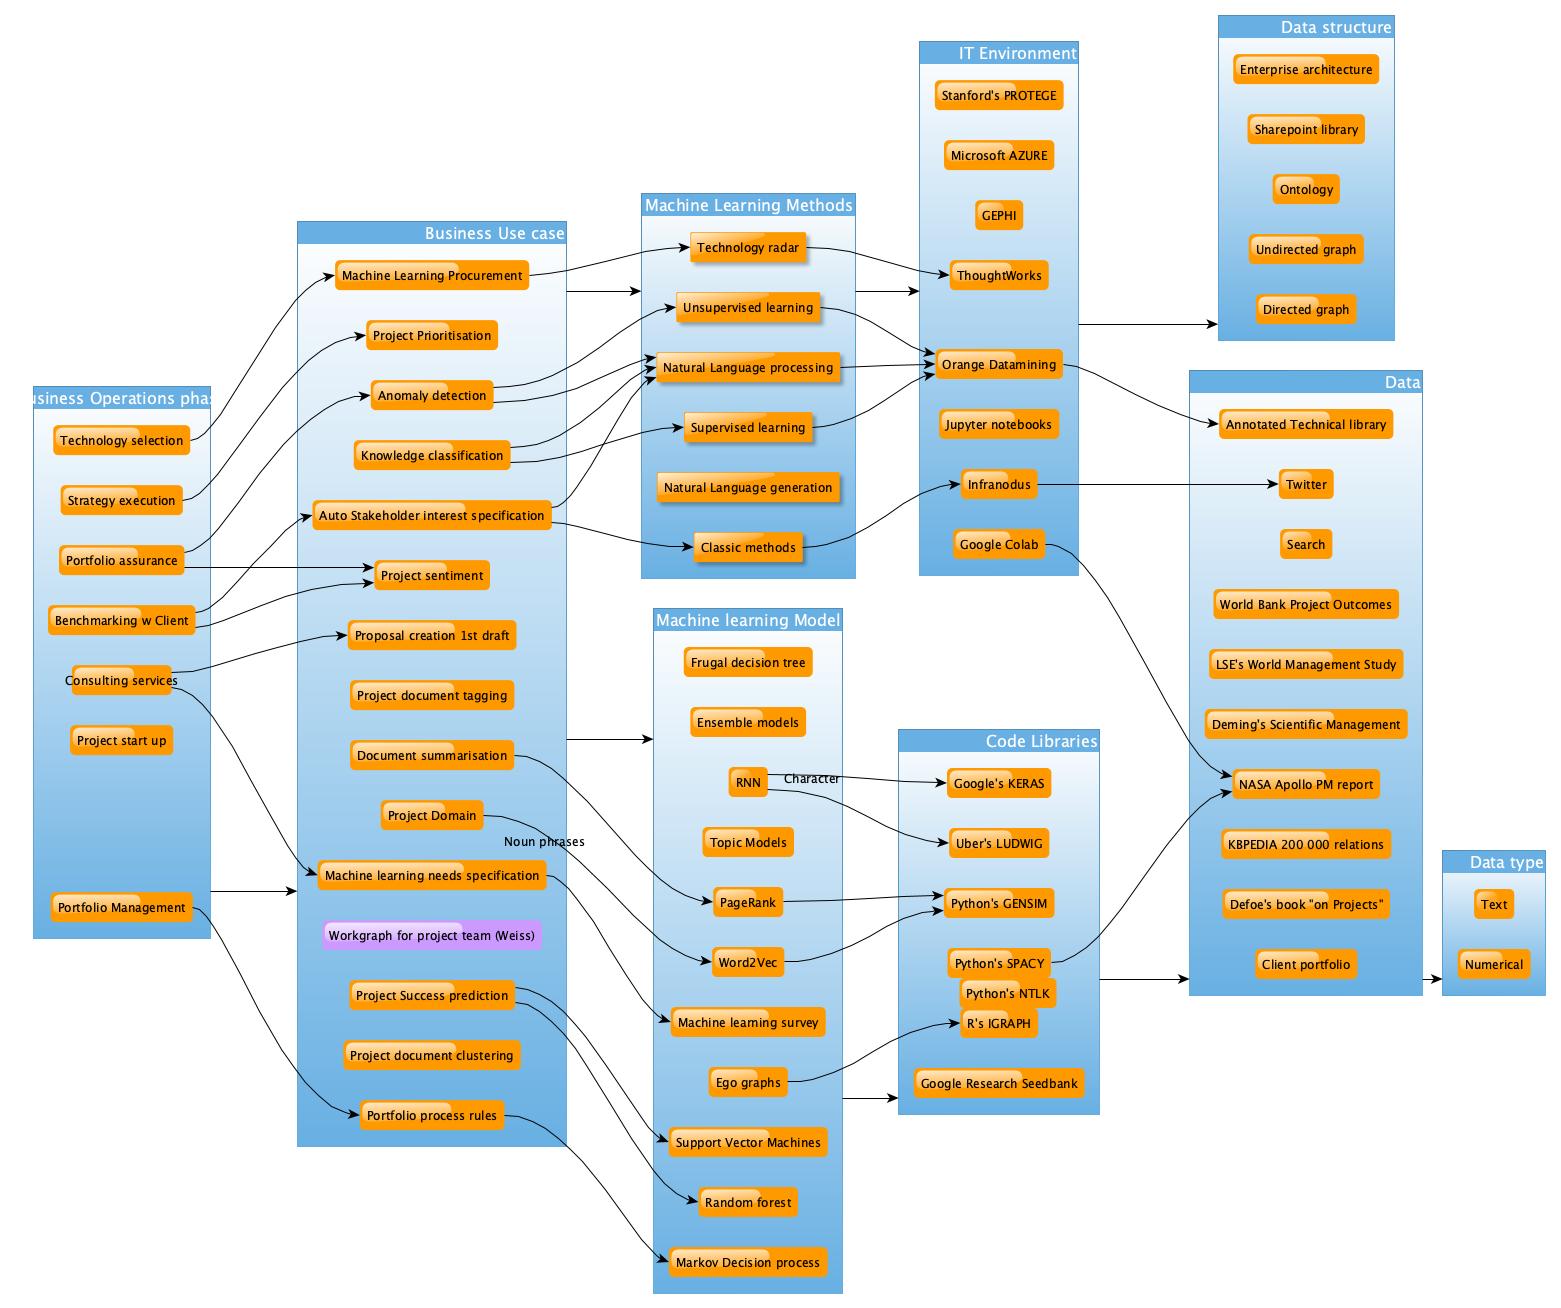 Business Operations phas
Technology selection
Strategy execution
Portfolio assurance
Benchmarking w Client
Consulting services
Project start up
Portfolio Management
Business Use case
Machine Learning Procurement
Project Prioritisation
Anomaly detection
Knowledge classification
Auto Stakeholder interest specification
Project sentiment
Proposal creation 1st draft
Project document tagging
Document summarisation
Project Domain
Noun phrases
Machine learning needs specification
Workgraph for project team (Weiss)
Project Success prediction
Project document clustering
Portfolio process rules
Machine Learning Methods
Technology radar
Unsupervised learning
Natural Language processing
Supervised learning
Natural Language generation
Classic methods
Machine learning Model
Frugal decision tree
Ensemble models
RNN
Character
Topic Models
PageRank
Word2Vec
Machine learning survey
Ego graphs
Support Vector Machines
Random forest
Markov Decision process
IT Environment
Stanford's PROTEGE
Microsoft AZURE
GEPHI
ThoughtWorks
Orange Datamining
Jupyter notebooks
Infranodus
Google Colab
Code Libraries
Google's KERAS
Uber's LUDWIG
Python's GENSIM
Python's SPACY
Python's NTLK
R's IGRAPH
Google Research Seedbank
Data structure
Enterprise architecture
Sharepoint library
Ontology
Undirected graph
Directed graph
Data
Annotated Technical library
Twitter
Search
World Bank Project Outcomes
LSE's World Management Study
Deming's Scientific Management
NASA Apollo PM report
KBPEDIA 200 000 relations
Defoe's book "on Projects"
Client portfolio
Data type
Text
Numerical